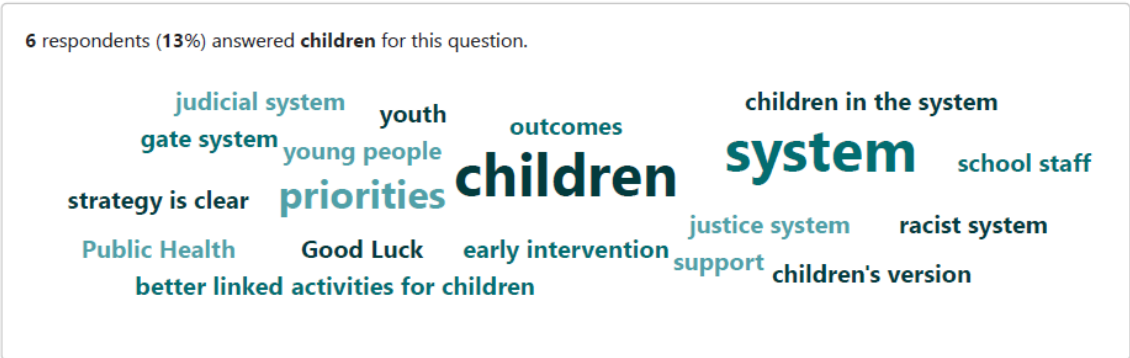 6 respondents (13%) answered children for this question.
judicial system
youth
children in the system
gate system
young people
outcomes
children
system
school staff
strategy is clear
priorities
justice system
racist system
Public Health
Good Luck
early intervention
support
children's version
better linked activities for children